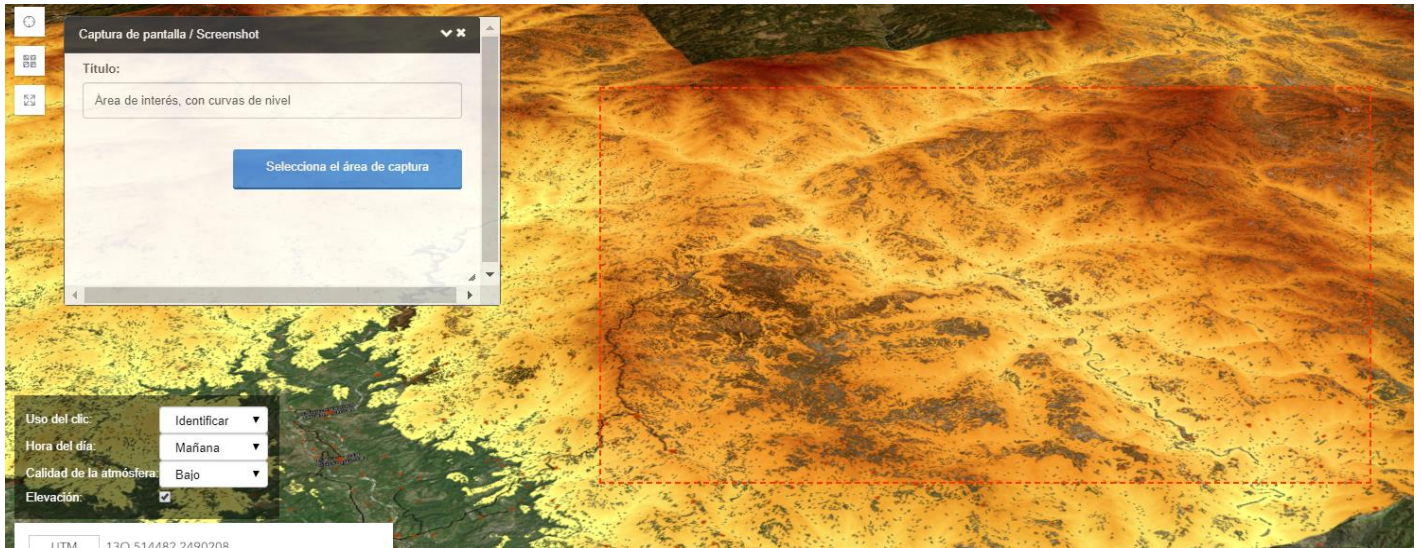 Captura de pantalla / Screenshot
Título:
Área de interés, con curvas de nivel
Selecciona el área de captura
Uso del clic:
Identificar
Hora del día:
Mañana
Calidad de la atmósfera:
Bajo
Elevación:
UTM 13Q 514482 2490208